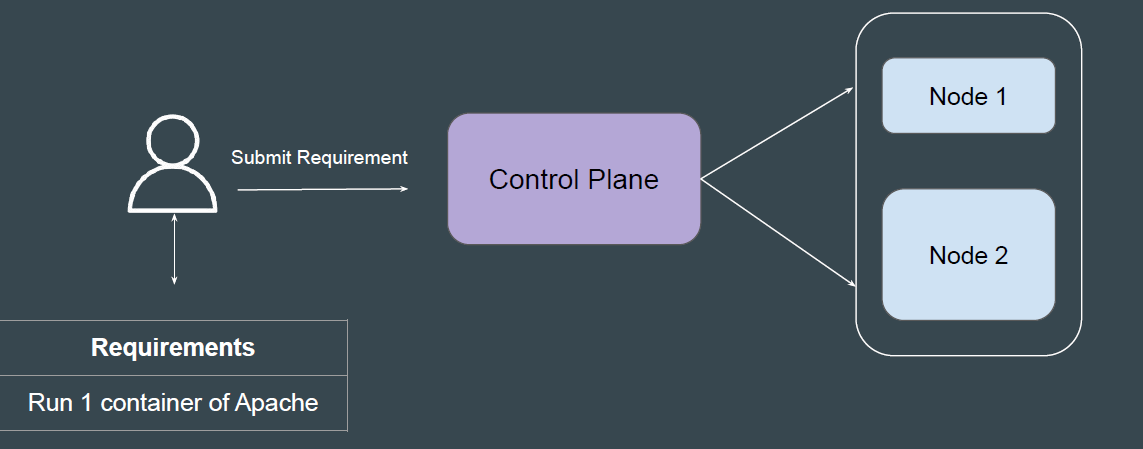 Submit Requirement
Control Plane
Node 1
Node 2
Requirements
Run 1 container of Apache